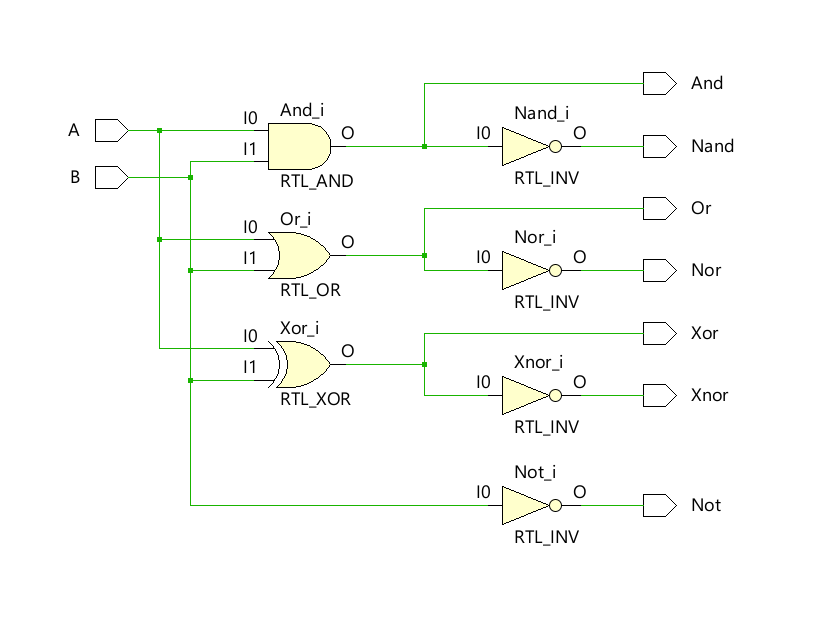 And
And_i
Nand_i
A
I0
O
I0
O
Nand
I1
B
RTL_AND
RTL_INV
Or_i
Or
I0
O
Nor_i
I1
I0
O
Nor
RTL_OR
RTL_INV
Xor_i
Xor
I0
O
Xnor_i
I1
I0
O
Xnor
RTL_XOR
RTL_INV
Not_i
I0
O
Not
RTL_INV